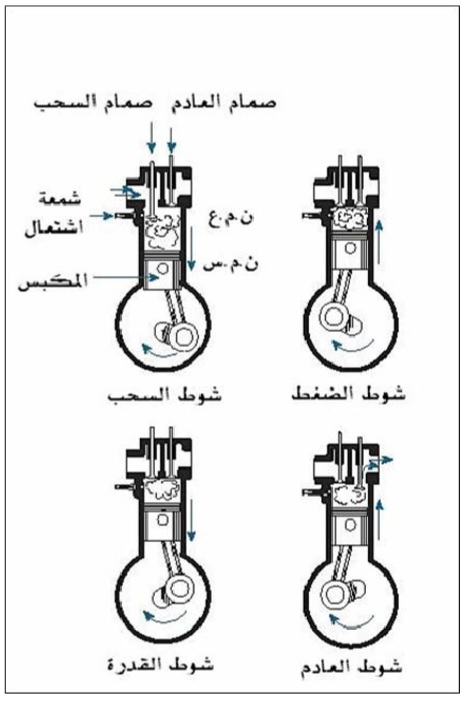 صمام العادم صمام السحب
شمعة
اشتعال
ن.م.ع
ن.م.س
المكبس
شوط السحب
شوط الضغط
شوط القدرة
شوط العادم